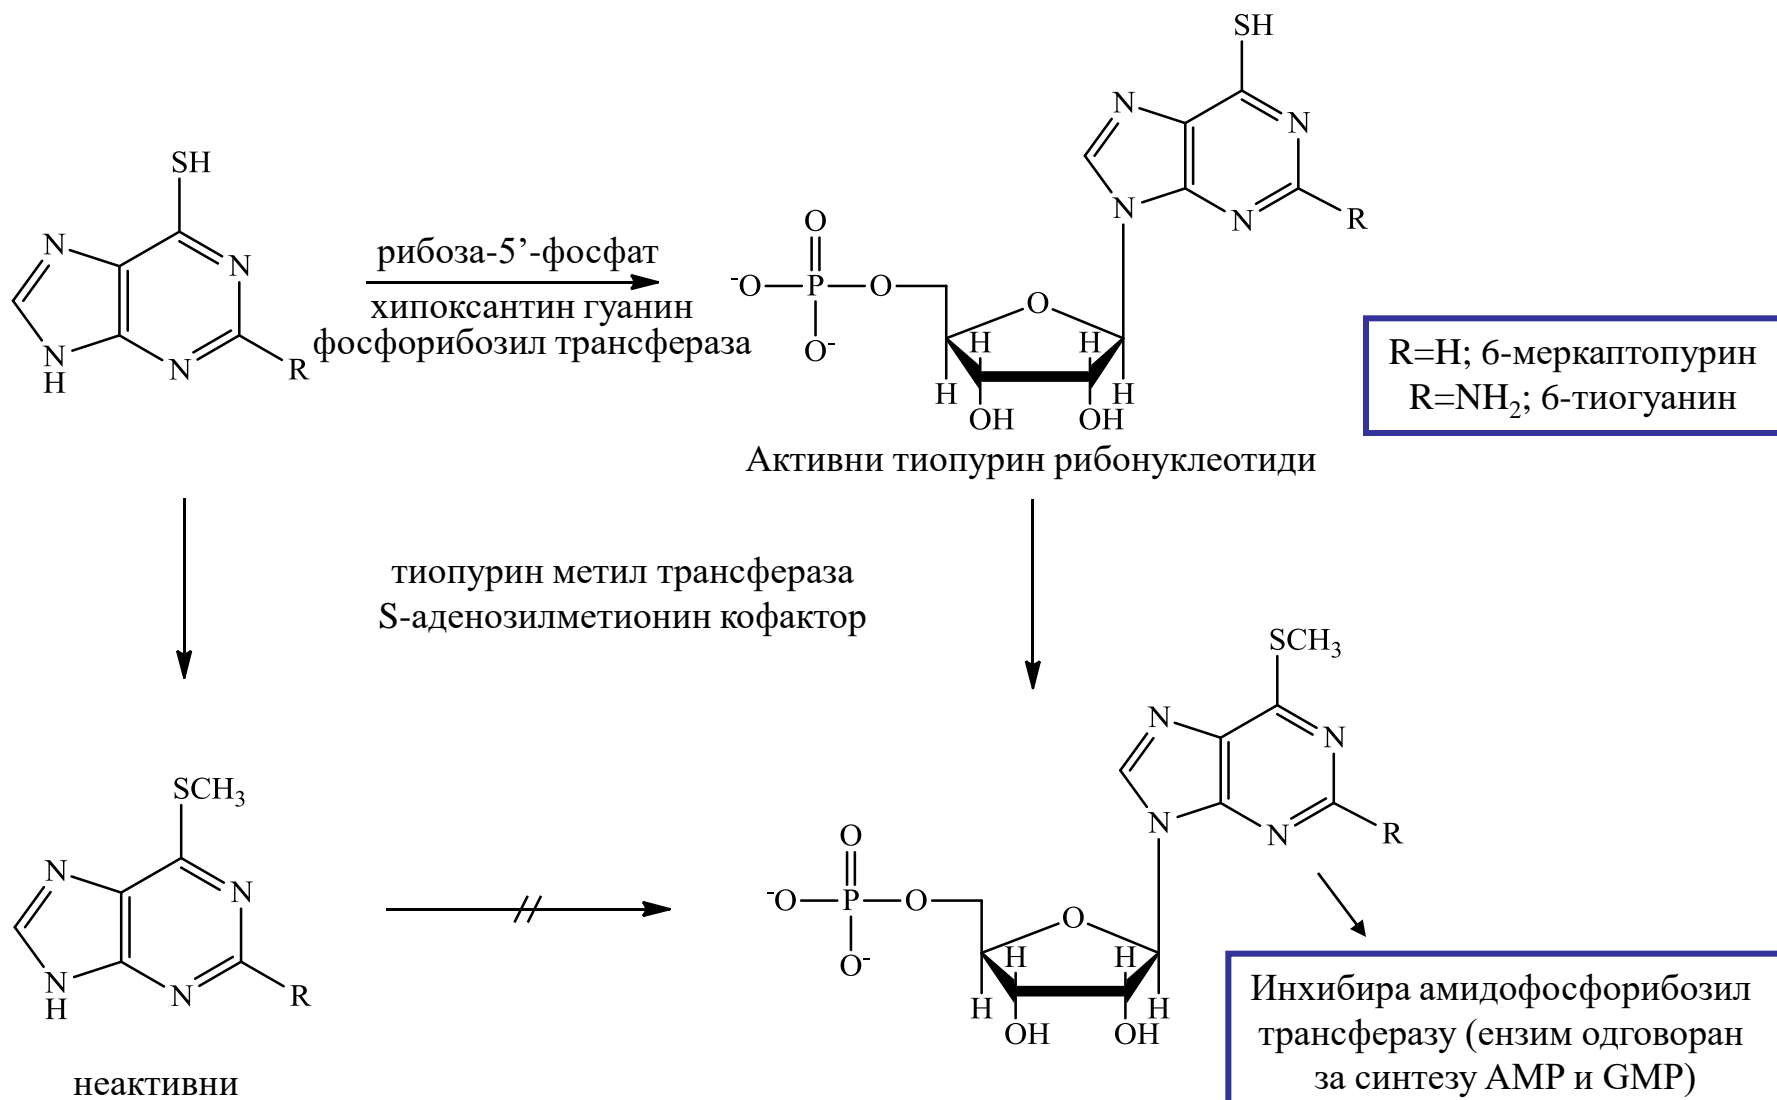 SH
N
N
N
H
N
R
рибоза-5’-фосфат
хипоксантин гуанин
фосфорибозил трансфераза
SH
N
N
N
N
R
O
-O
P
O
O-
O
H
H
H
H
OH
OH
Активни тиопурин рибонуклеотиди
R=H; 6-меркаптопурин
R=NH2; 6-тиогуанин
тиопурин метил трансфераза
S-аденозилметионин кофактор
SCH3
N
N
N
H
N
R
неактивни
SCH3
N
N
N
N
R
O
-O
P
O
O-
O
H
H
H
H
OH
OH
Инхибира амидофосфорибозил
трансферазу (ензим одговоран
за синтезу AMP и GMP)